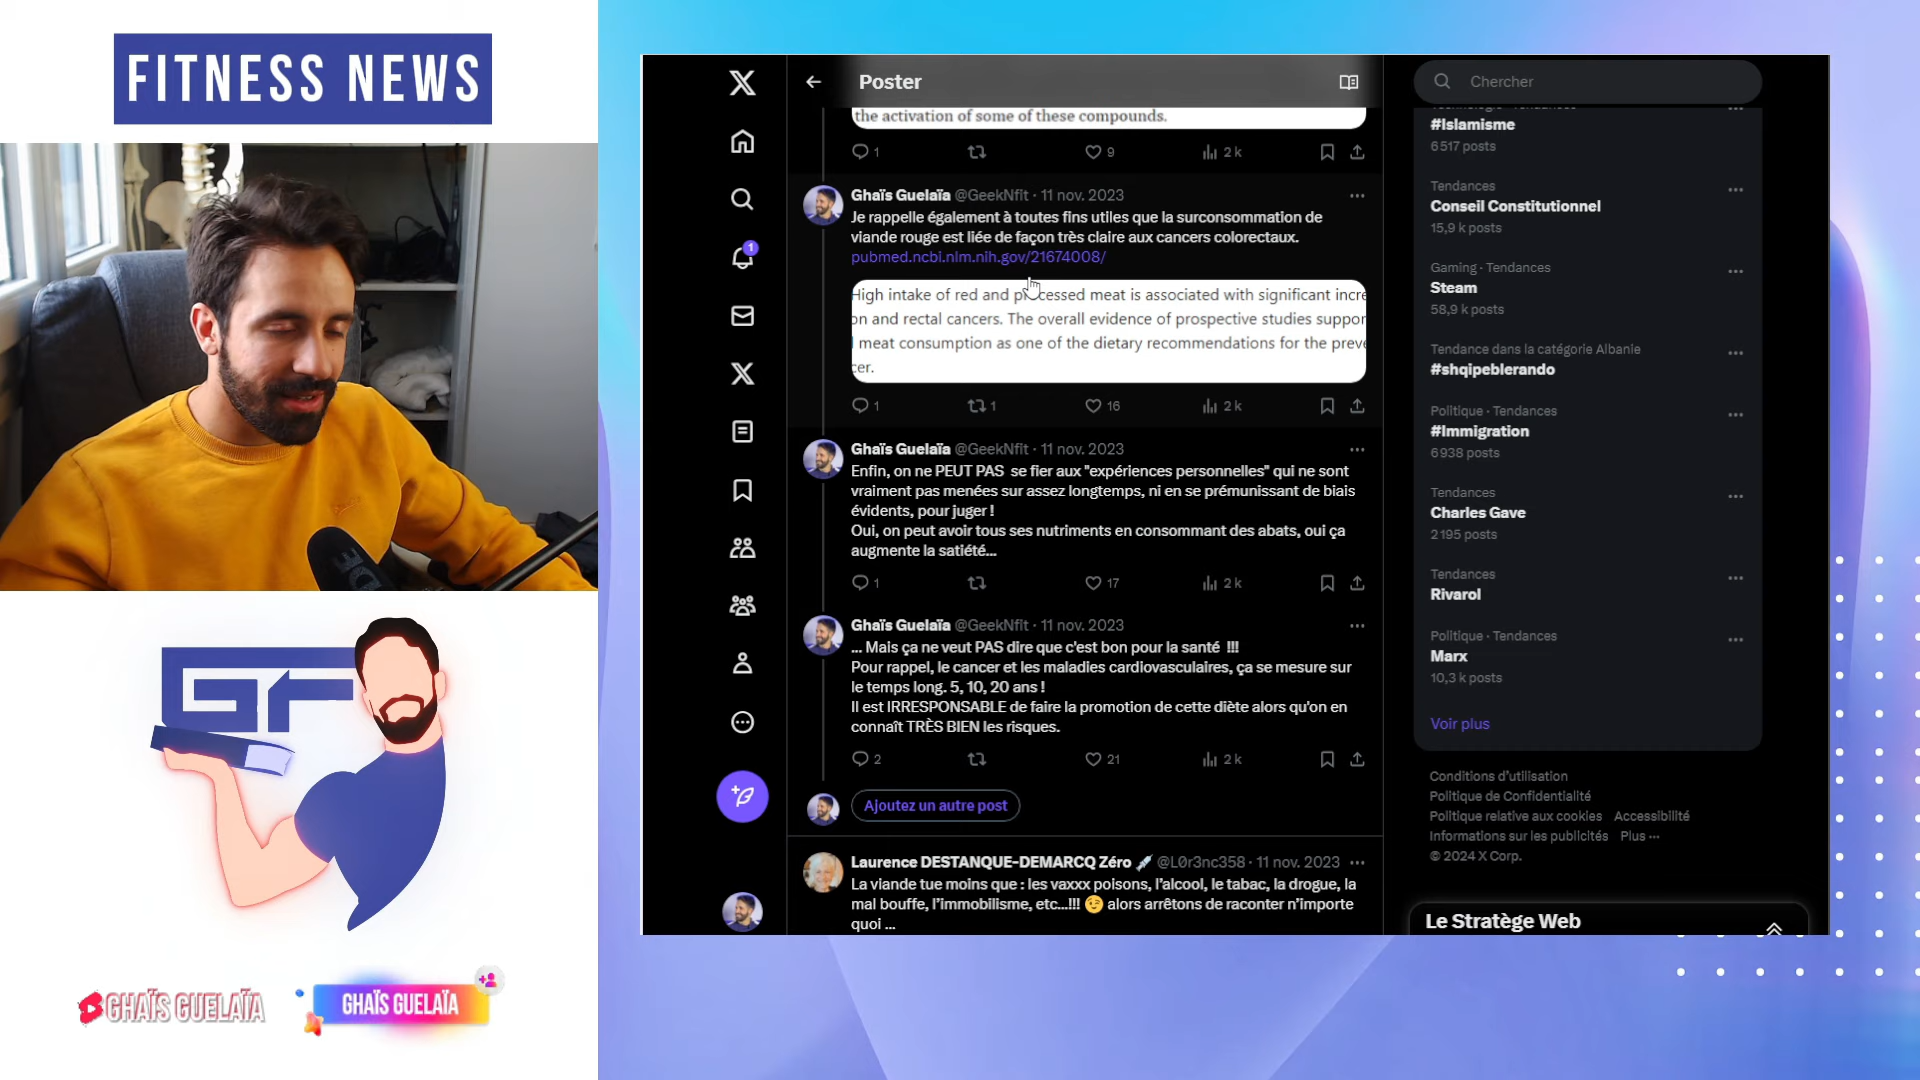 FITNESS NEWS
GF
GHAÏS GUELAÏA
GHAÏS GUELAÏA
Poster
the activation of some of these compounds.
1
9
2 k
Ghaïs Guelaïa @GeekNfit · 11 nov. 2023
Je rappelle également à toutes fins utiles que la surconsommation de
viande rouge est liée de façon très claire aux cancers colorectaux.
pubmed.ncbi.nlm.nih.gov/21674008/
High intake of red and processed meat is associated with significant incre
on and rectal cancers. The overall evidence of prospective studies suppor
meat consumption as one of the dietary recommendations for the preve
cer.
1
1
16
2 k
Ghaïs Guelaïa @GeekNfit · 11 nov. 2023
Enfin, on ne PEUT PAS se fier aux "expériences personnelles" qui ne sont
vraiment pas menées sur assez longtemps, ni en se prémunissant de biais
évidents, pour juger !
Oui, on peut avoir tous ses nutriments en consommant des abats, oui ça
augmente la satiété...
1
17
2 k
Ghaïs Guelaïa @GeekNfit · 11 nov. 2023
... Mais ça ne veut PAS dire que c'est bon pour la santé !!!
Pour rappel, le cancer et les maladies cardiovasculaires, ça se mesure sur
le temps long. 5, 10, 20 ans !
Il est IRRESPONSABLE de faire la promotion de cette diète alors qu'on en
connaît TRÈS BIEN les risques.
2
21
2 k
Ajoutez un autre post
Laurence DESTANQUE-DEMARCQ Zéro 💉 @L0r3nc358 · 11 nov. 2023
La viande tue moins que : les vaxxx poisons, l'alcool, le tabac, la drogue, la
mal bouffe, l'immobilisme, etc...!!! 😉 alors arrêtons de raconter n'importe
quoi ...
1
Chercher
#Islamisme
6 517 posts
Tendances
Conseil Constitutionnel
15,9 k posts
Gaming · Tendances
Steam
58,9 k posts
Tendance dans la catégorie Albanie
#shqipeblerando
Politique · Tendances
#Immigration
6 938 posts
Tendances
Charles Gave
2 195 posts
Tendances
Rivarol
Politique · Tendances
Marx
10,3 k posts
Voir plus
Conditions d'utilisation
Politique de Confidentialité
Politique relative aux cookies Accessibilité
Informations sur les publicités Plus ···
© 2024 X Corp.
Le Stratège Web